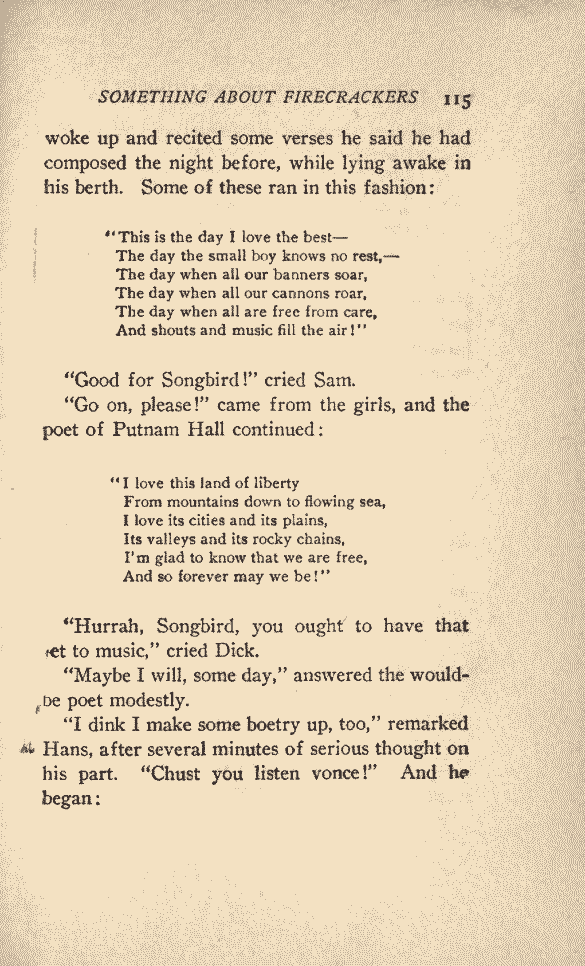 SOMETHING ABOUT FIRECRACKERS 115
woke up and recited some verses he said he had
composed the night before, while lying awake in
his berth. Some of these ran in this fashion:
“This is the day I love the best—
The day the small boy knows no rest,—
The day when all our banners soar,
The day when all our cannons roar,
The day when all are free from care,
And shouts and music fill the air!”
“Good for Songbird!” cried Sam.
“Go on, please!” came from the girls, and the
poet of Putnam Hall continued:
“I love this land of liberty
From mountains down to flowing sea,
I love its cities and its plains,
Its valleys and its rocky chains,
I'm glad to know that we are free,
And so forever may we be!”
“Hurrah, Songbird, you ought to have that
set to music,” cried Dick.
“Maybe I will, some day,” answered the would-
be poet modestly.
“I dink I make some boetry up, too,” remarked
Hans, after several minutes of serious thought on
his part. “Chust you listen vonce!” And he
began: